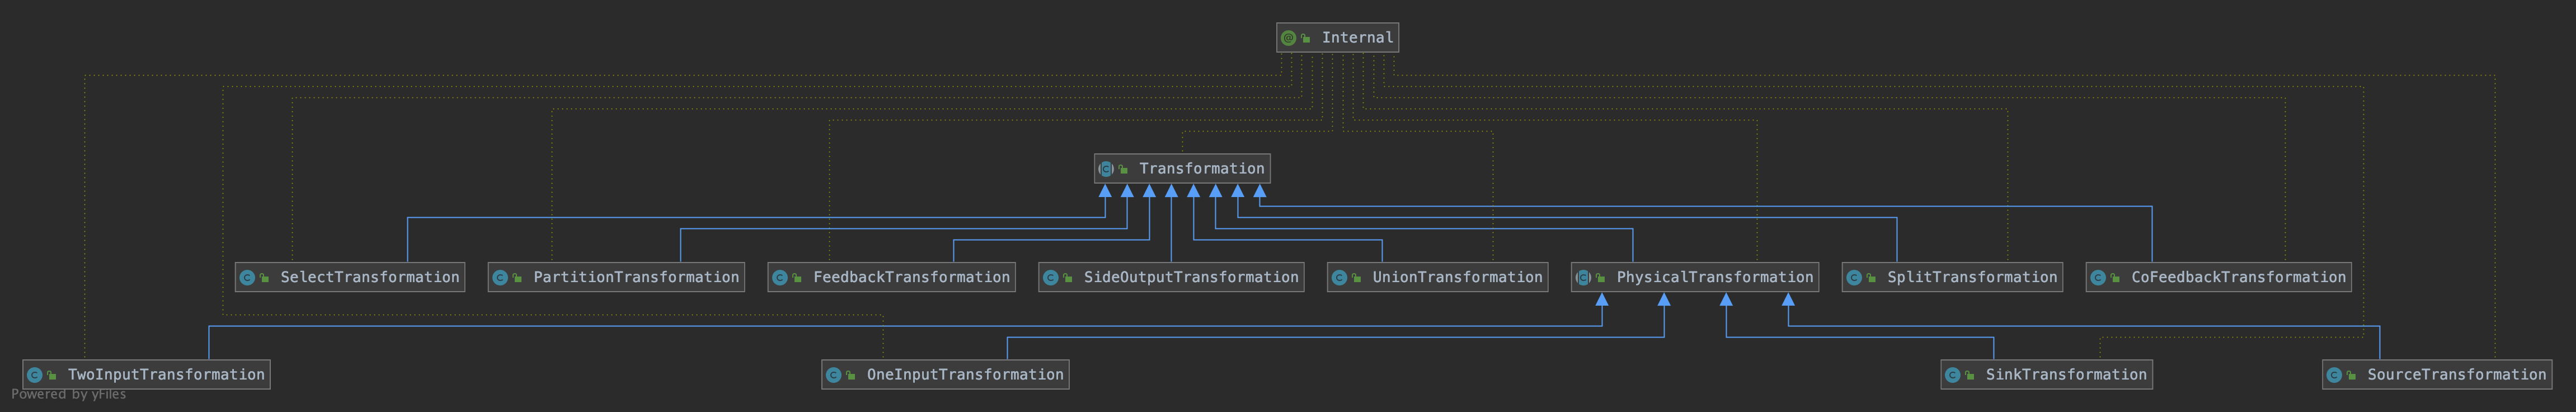 Internal
Transformation
SelectTransformation
PartitionTransformation
FeedbackTransformation
SideOutputTransformation
UnionTransformation
PhysicalTransformation
SplitTransformation
CoFeedbackTransformation
TwoInputTransformation
OneInputTransformation
SinkTransformation
SourceTransformation
Powered by yFiles